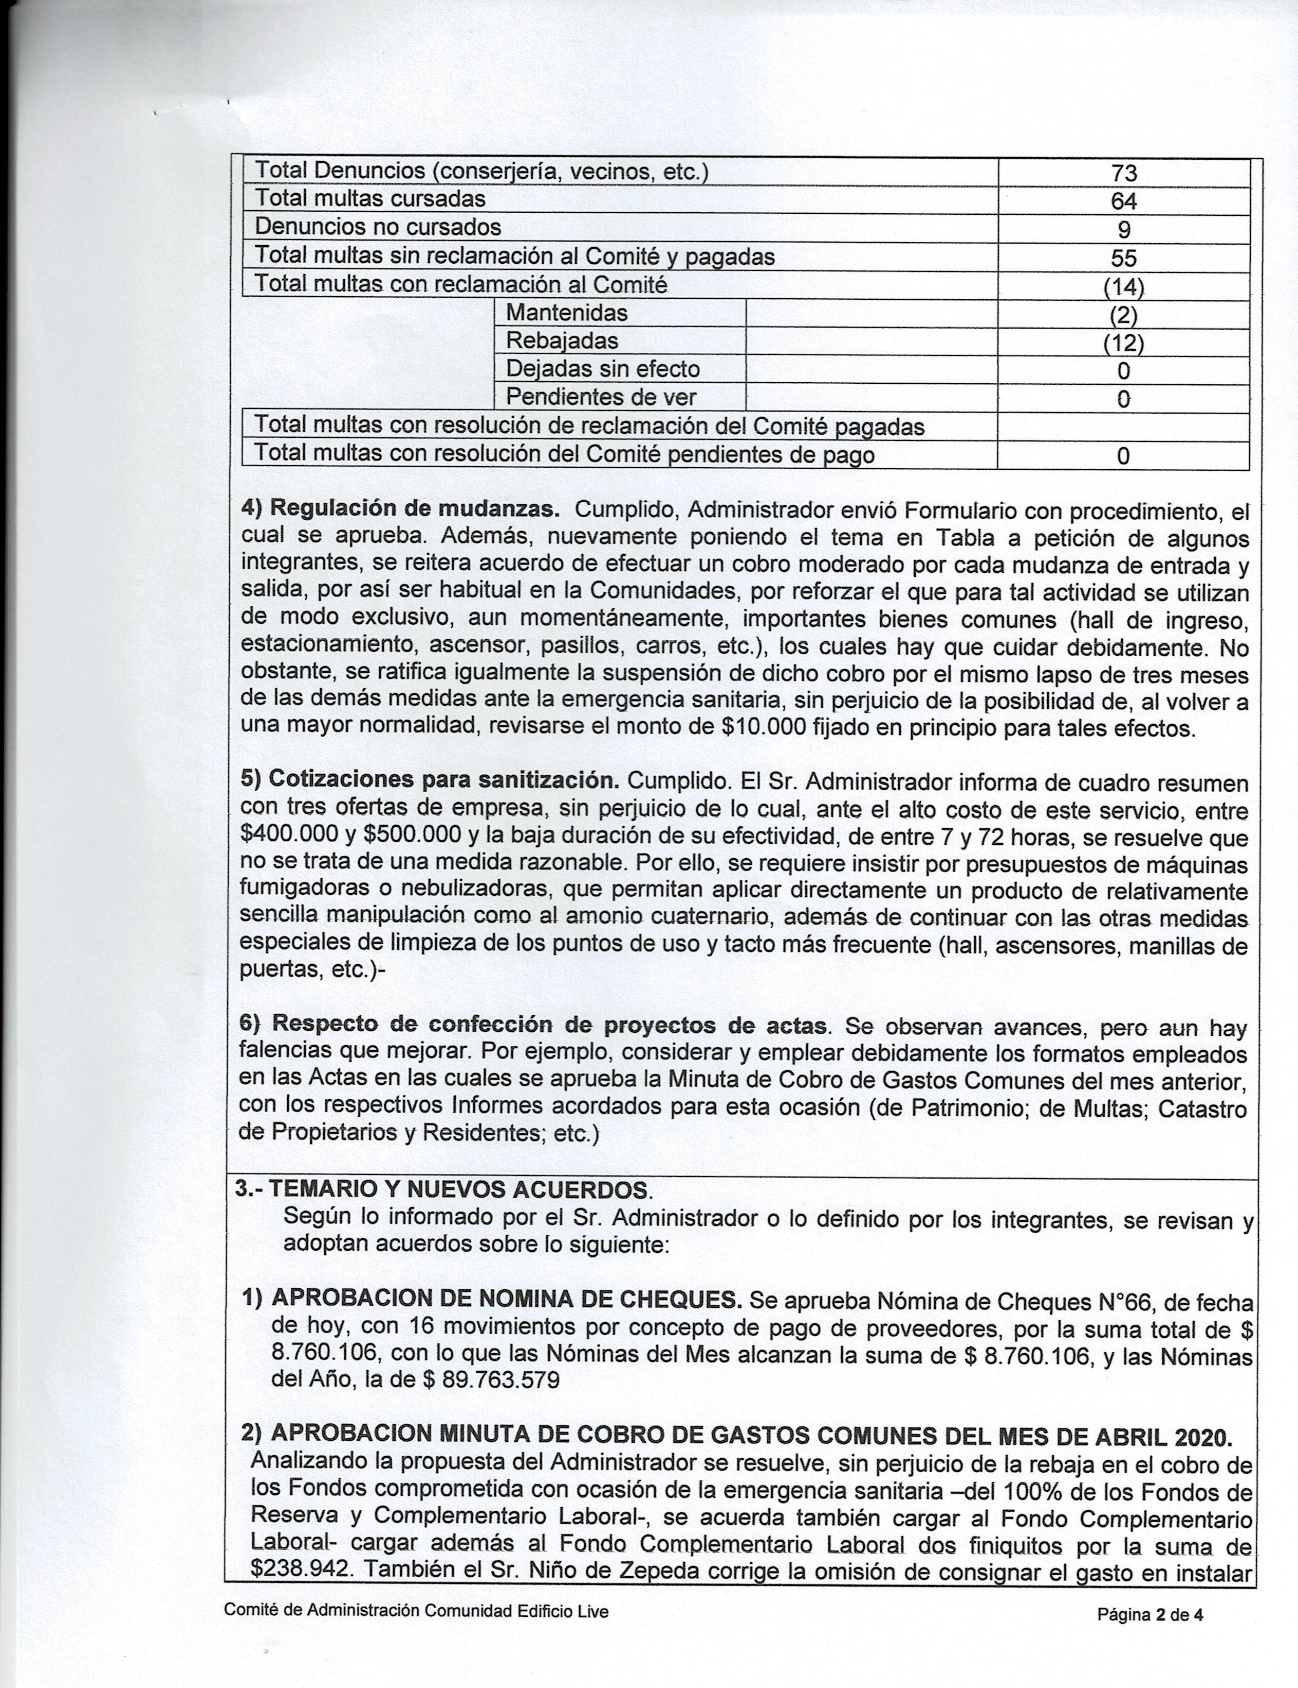 Total Denuncios (conserjería, vecinos, etc.) 73
Total multas cursadas 64
Denuncios no cursados 9
Total multas sin reclamación al Comité y pagadas 55
Total multas con reclamación al Comité (14)
Mantenidas (2)
Rebajadas (12)
Dejadas sin efecto 0
Pendientes de ver 0
Total multas con resolución de reclamación del Comité pagadas
Total multas con resolución del Comité pendientes de pago 0
4) Regulación de mudanzas. Cumplido, Administrador envió Formulario con procedimiento, el
cual se aprueba. Además, nuevamente poniendo el tema en Tabla a petición de algunos
integrantes, se reitera acuerdo de efectuar un cobro moderado por cada mudanza de entrada y
salida, por así ser habitual en la Comunidades, por reforzar el que para tal actividad se utilizan
de modo exclusivo, aun momentáneamente, importantes bienes comunes (hall de ingreso,
estacionamiento, ascensor, pasillos, carros, etc.), los cuales hay que cuidar debidamente. No
obstante, se ratifica igualmente la suspensión de dicho cobro por el mismo lapso de tres meses
de las demás medidas ante la emergencia sanitaria, sin perjuicio de la posibilidad de, al volver a
una mayor normalidad, revisarse el monto de $10.000 fijado en principio para tales efectos.
5) Cotizaciones para sanitización. Cumplido. El Sr. Administrador informa de cuadro resumen
con tres ofertas de empresa, sin perjuicio de lo cual, ante el alto costo de este servicio, entre
$400.000 y $500.000 y la baja duración de su efectividad, de entre 7 y 72 horas, se resuelve que
no se trata de una medida razonable. Por ello, se requiere insistir por presupuestos de máquinas
fumigadoras o nebulizadoras, que permitan aplicar directamente un producto de relativamente
sencilla manipulación como al amonio cuaternario, además de continuar con las otras medidas
especiales de limpieza de los puntos de uso y tacto más frecuente (hall, ascensores, manillas de
puertas, etc.)-
6) Respecto de confección de proyectos de actas. Se observan avances, pero aun hay
falencias que mejorar. Por ejemplo, considerar y emplear debidamente los formatos empleados
en las Actas en las cuales se aprueba la Minuta de Cobro de Gastos Comunes del mes anterior,
con los respectivos Informes acordados para esta ocasión (de Patrimonio; de Multas; Catastro
de Propietarios y Residentes; etc.)
3.- TEMARIO Y NUEVOS ACUERDOS.
Según lo informado por el Sr. Administrador o lo definido por los integrantes, se revisan y
adoptan acuerdos sobre lo siguiente:
1) APROBACION DE NOMINA DE CHEQUES. Se aprueba Nómina de Cheques N°66, de fecha
de hoy, con 16 movimientos por concepto de pago de proveedores, por la suma total de $
8.760.106, con lo que las Nóminas del Mes alcanzan la suma de $ 8.760.106, y las Nóminas
del Año, la de $ 89.763.579
2) APROBACION MINUTA DE COBRO DE GASTOS COMUNES DEL MES DE ABRIL 2020.
Analizando la propuesta del Administrador se resuelve, sin perjuicio de la rebaja en el cobro de
los Fondos comprometida con ocasión de la emergencia sanitaria –del 100% de los Fondos de
Reserva y Complementario Laboral-, se acuerda también cargar al Fondo Complementario
Laboral- cargar además al Fondo Complementario Laboral dos finiquitos por la suma de
$238.942. También el Sr. Niño de Zepeda corrige la omisión de consignar el gasto en instalar
Comité de Administración Comunidad Edificio Live
Página 2 de 4